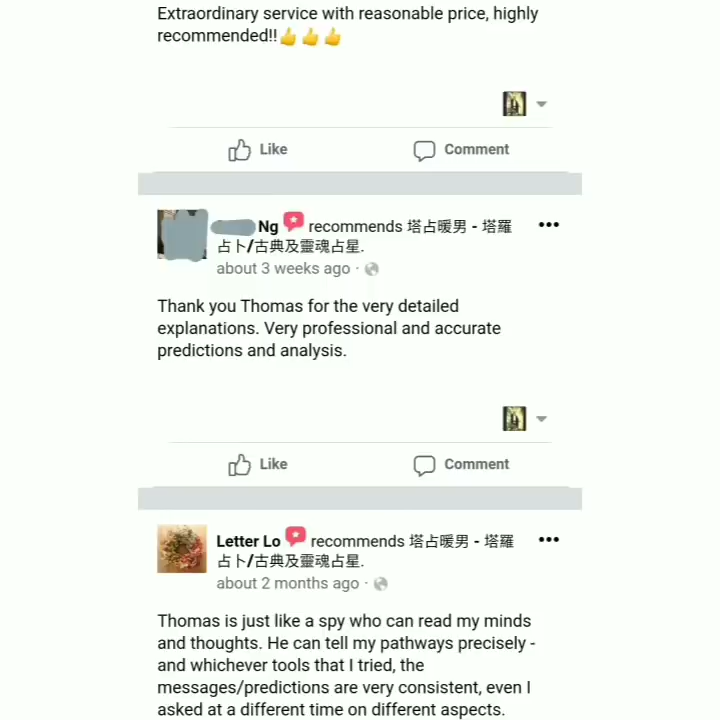 Extraordinary service with reasonable price, highly
recommended!!👍👍👍
Like Comment
Ng recommends 塔占暖男 - 塔羅
占卜/古典及靈魂占星.
about 3 weeks ago ·
Thank you Thomas for the very detailed
explanations. Very professional and accurate
predictions and analysis.
Like Comment
Letter Lo recommends 塔占暖男 - 塔羅
占卜/古典及靈魂占星.
about 2 months ago ·
Thomas is just like a spy who can read my minds
and thoughts. He can tell my pathways precisely -
and whichever tools that I tried, the
messages/predictions are very consistent, even I
asked at a different time on different aspects.